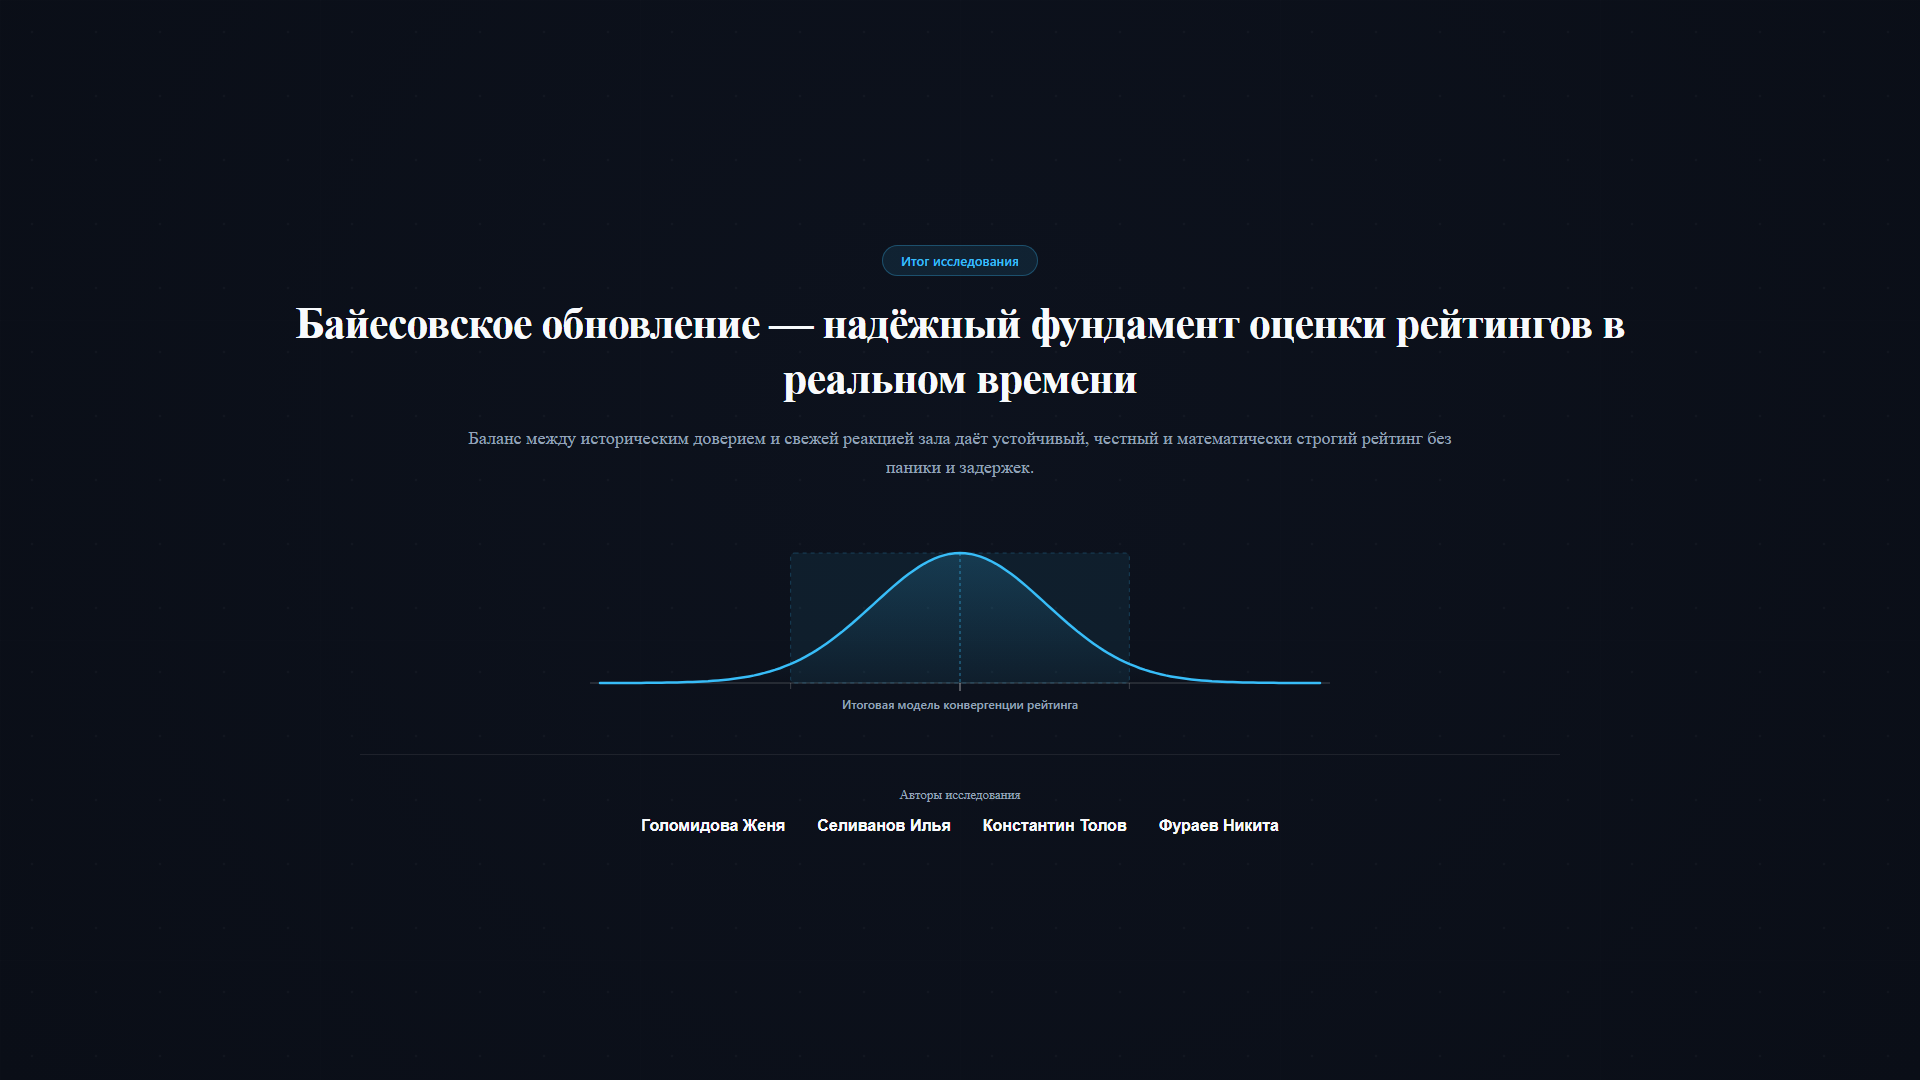 Итог исследования
Байесовское обновление — надёжный фундамент оценки рейтингов в
реальном времени
Баланс между историческим доверием и свежей реакцией зала даёт устойчивый, честный и математически строгий рейтинг без
паники и задержек.
Итоговая модель конвергенции рейтинга
Авторы исследования
Голомидова Женя Селиванов Илья Константин Толов Фураев Никита